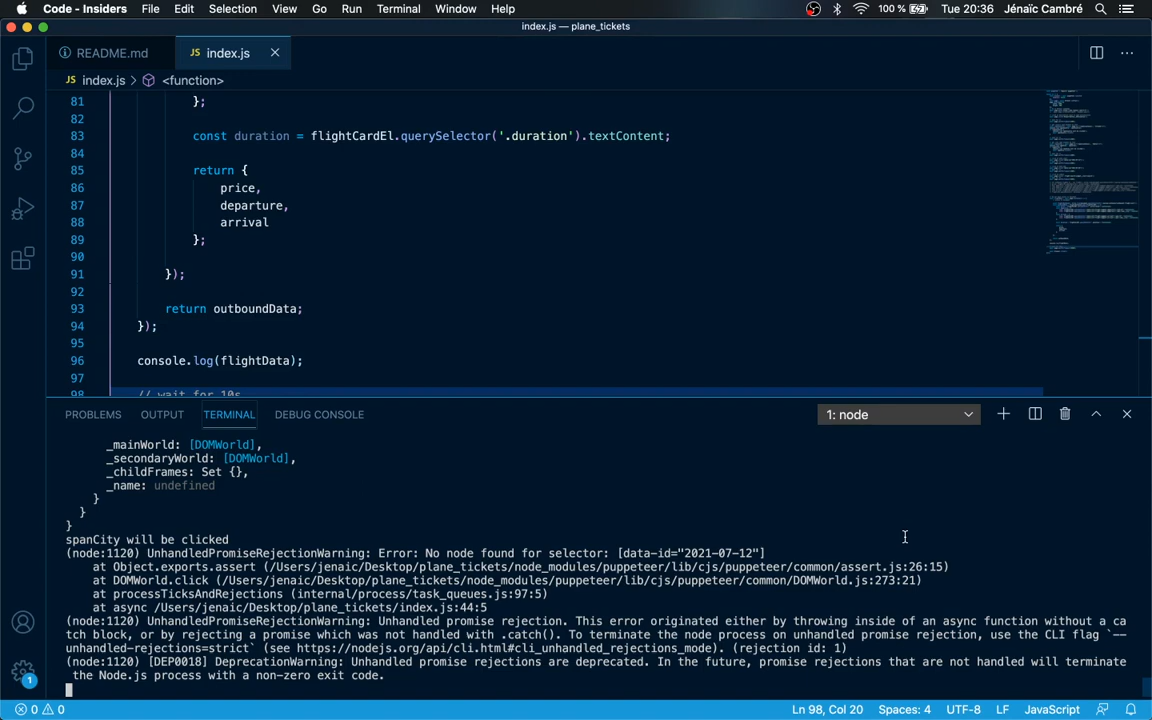 Code - Insiders File Edit Selection View Go Run Terminal Window Help 100 % Tue 20:36 Jénaïc Cambré
index.js — plane_tickets
README.md JS index.js
JS index.js > <function>
81 };
82
83 const duration = flightCardEl.querySelector('.duration').textContent;
84
85 return {
86 price,
87 departure,
88 arrival
89 };
90
91 });
92
93 return outboundData;
94 });
95
96 console.log(flightData);
97
98 // wait for 10s
PROBLEMS OUTPUT TERMINAL DEBUG CONSOLE 1: node
_mainWorld: [DOMWorld],
_secondaryWorld: [DOMWorld],
_childFrames: Set {},
_name: undefined
}
}
}
spanCity will be clicked
(node:1120) UnhandledPromiseRejectionWarning: Error: No node found for selector: [data-id="2021-07-12"]
at Object.exports.assert (/Users/jenaic/Desktop/plane_tickets/node_modules/puppeteer/lib/cjs/puppeteer/common/assert.js:26:15)
at DOMWorld.click (/Users/jenaic/Desktop/plane_tickets/node_modules/puppeteer/lib/cjs/puppeteer/common/DOMWorld.js:273:21)
at processTicksAndRejections (internal/process/task_queues.js:97:5)
at async /Users/jenaic/Desktop/plane_tickets/index.js:44:5
(node:1120) UnhandledPromiseRejectionWarning: Unhandled promise rejection. This error originated either by throwing inside of an async function without a ca
tch block, or by rejecting a promise which was not handled with .catch(). To terminate the node process on unhandled promise rejection, use the CLI flag `--
unhandled-rejections=strict` (see https://nodejs.org/api/cli.html#cli_unhandled_rejections_mode). (rejection id: 1)
(node:1120) [DEP0018] DeprecationWarning: Unhandled promise rejections are deprecated. In the future, promise rejections that are not handled will terminate
the Node.js process with a non-zero exit code.
1
0 0 Ln 98, Col 20 Spaces: 4 UTF-8 LF JavaScript